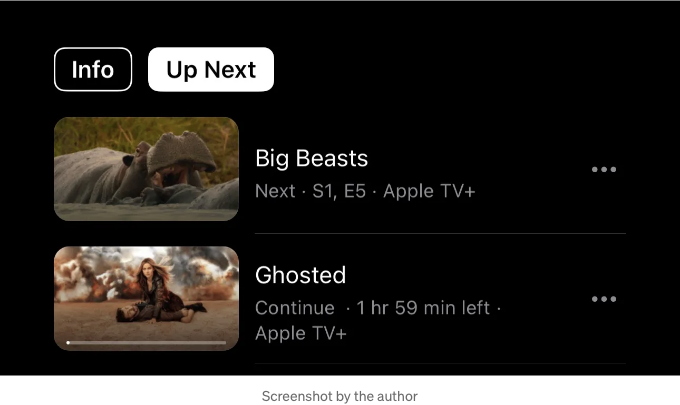 Info
Up Next
Big Beasts
Next · S1, E5 · Apple TV+
Ghosted
Continue · 1 hr 59 min left ·
Apple TV+
Screenshot by the author